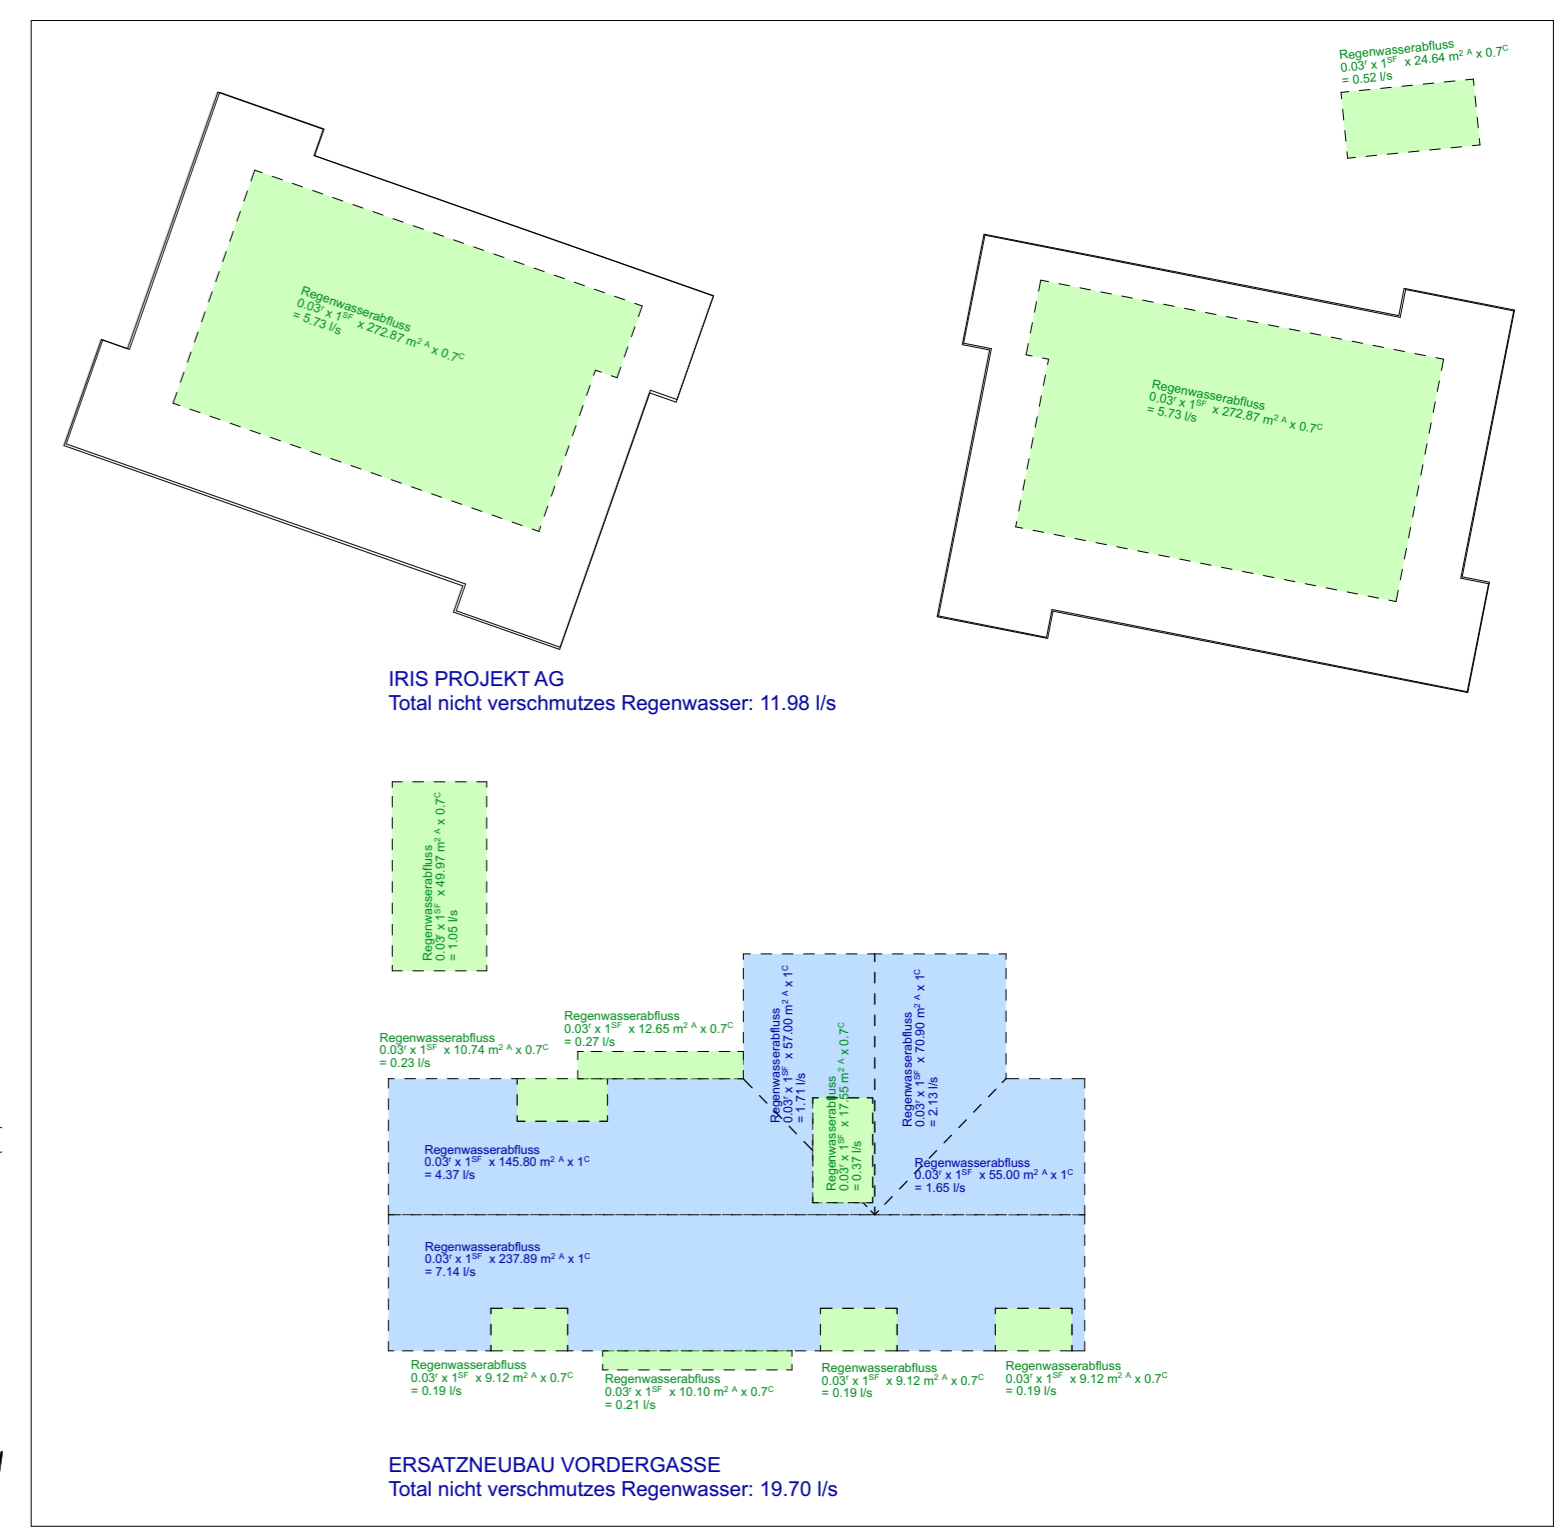 Regenwasserabfluss
0.03ʳ x 1ˢᶠ x 24.64 m² ᴬ x 0.7ᶜ
= 0.52 l/s
Regenwasserabfluss
0.03ʳ x 1ˢᶠ x 272.87 m² ᴬ x 0.7ᶜ
= 5.73 l/s
Regenwasserabfluss
0.03ʳ x 1ˢᶠ x 272.87 m² ᴬ x 0.7ᶜ
= 5.73 l/s
IRIS PROJEKT AG
Total nicht verschmutzes Regenwasser: 11.98 l/s
Regenwasserabfluss
0.03ʳ x 1ˢᶠ x 49.97 m² ᴬ x 0.7ᶜ
= 1.05 l/s
Regenwasserabfluss
0.03ʳ x 1ˢᶠ x 10.74 m² ᴬ x 0.7ᶜ
= 0.23 l/s
Regenwasserabfluss
0.03ʳ x 1ˢᶠ x 12.65 m² ᴬ x 0.7ᶜ
= 0.27 l/s
Regenwasserabfluss
0.03ʳ x 1ˢᶠ x 57.00 m² ᴬ x 1ᶜ
= 1.71 l/s
Regenwasserabfluss
0.03ʳ x 1ˢᶠ x 17.55 m² ᴬ x 0.7ᶜ
= 0.37 l/s
Regenwasserabfluss
0.03ʳ x 1ˢᶠ x 70.90 m² ᴬ x 1ᶜ
= 2.13 l/s
Regenwasserabfluss
0.03ʳ x 1ˢᶠ x 145.80 m² ᴬ x 1ᶜ
= 4.37 l/s
Regenwasserabfluss
0.03ʳ x 1ˢᶠ x 55.00 m² ᴬ x 1ᶜ
= 1.65 l/s
Regenwasserabfluss
0.03ʳ x 1ˢᶠ x 237.89 m² ᴬ x 1ᶜ
= 7.14 l/s
Regenwasserabfluss
0.03ʳ x 1ˢᶠ x 9.12 m² ᴬ x 0.7ᶜ
= 0.19 l/s
Regenwasserabfluss
0.03ʳ x 1ˢᶠ x 10.10 m² ᴬ x 0.7ᶜ
= 0.21 l/s
Regenwasserabfluss
0.03ʳ x 1ˢᶠ x 9.12 m² ᴬ x 0.7ᶜ
= 0.19 l/s
Regenwasserabfluss
0.03ʳ x 1ˢᶠ x 9.12 m² ᴬ x 0.7ᶜ
= 0.19 l/s
ERSATZNEUBAU VORDERGASSE
Total nicht verschmutzes Regenwasser: 19.70 l/s